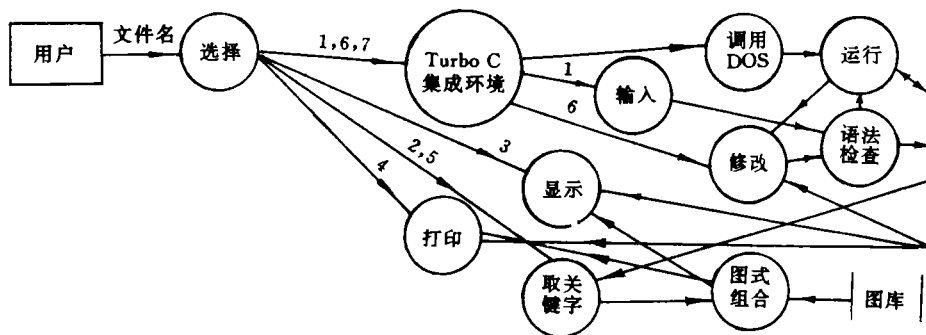 用户
文件名
选择
1,6,7
Turbo C
集成环境
调用
DOS
运行
1
输入
6
语法
检查
修改
3
2,5
4
显示
打印
取关
键字
图式
组合
图库